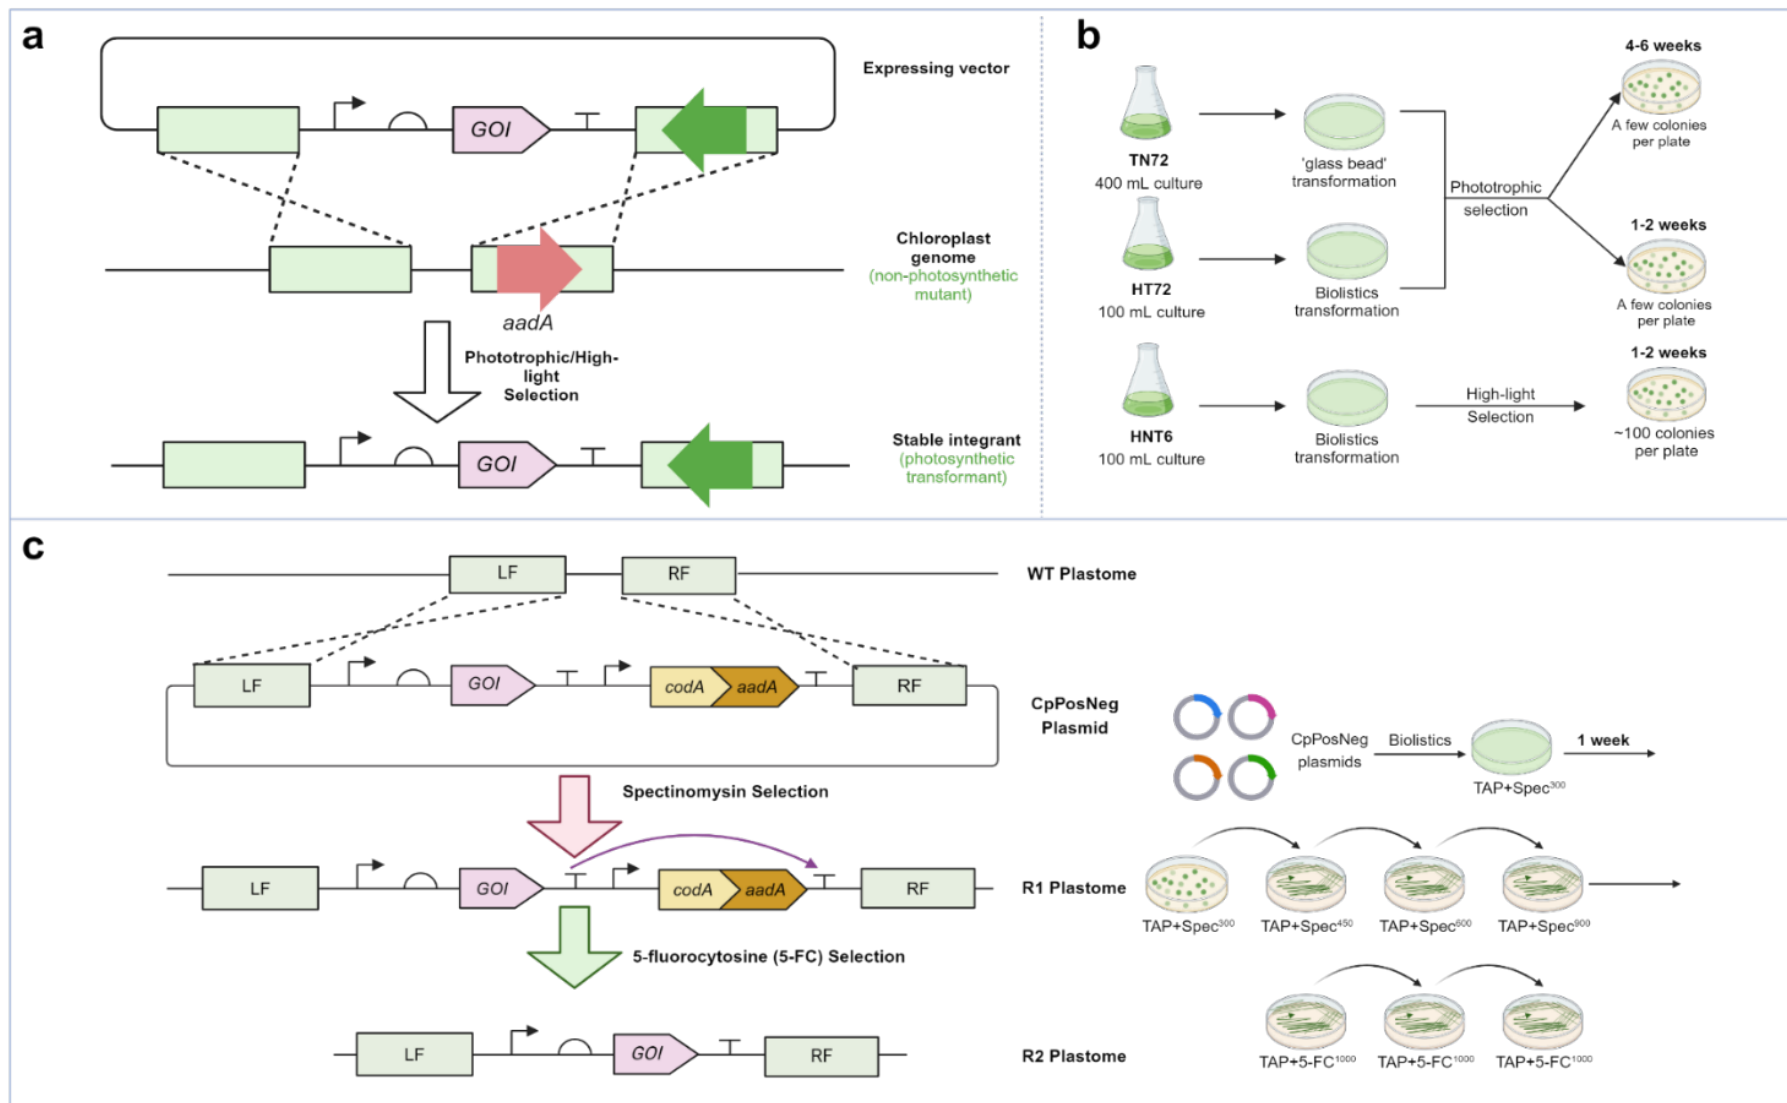 a
Expressing vector
GOI
Chloroplast
genome
(non-photosynthetic
mutant)
aadA
Phototrophic/High-
light
Selection
Stable integrant
(photosynthetic
transformant)
GOI
b
4-6 weeks
A few colonies
per plate
TN72
400 mL culture
'glass bead'
transformation
Phototrophic
selection
1-2 weeks
A few colonies
per plate
HT72
100 mL culture
Biolistics
transformation
1-2 weeks
~100 colonies
per plate
HNT6
100 mL culture
Biolistics
transformation
High-light
Selection
c
LF
RF
WT Plastome
LF
GOI
codA
aadA
RF
CpPosNeg
Plasmid
CpPosNeg
plasmids
Biolistics
1 week
TAP+Spec³⁰⁰
Spectinomysin Selection
LF
GOI
codA
aadA
RF
R1 Plastome
TAP+Spec³⁰⁰
TAP+Spec⁴⁵⁰
TAP+Spec⁶⁰⁰
TAP+Spec⁹⁰⁰
5-fluorocytosine (5-FC) Selection
LF
GOI
RF
R2 Plastome
TAP+5-FC¹⁰⁰⁰
TAP+5-FC¹⁰⁰⁰
TAP+5-FC¹⁰⁰⁰